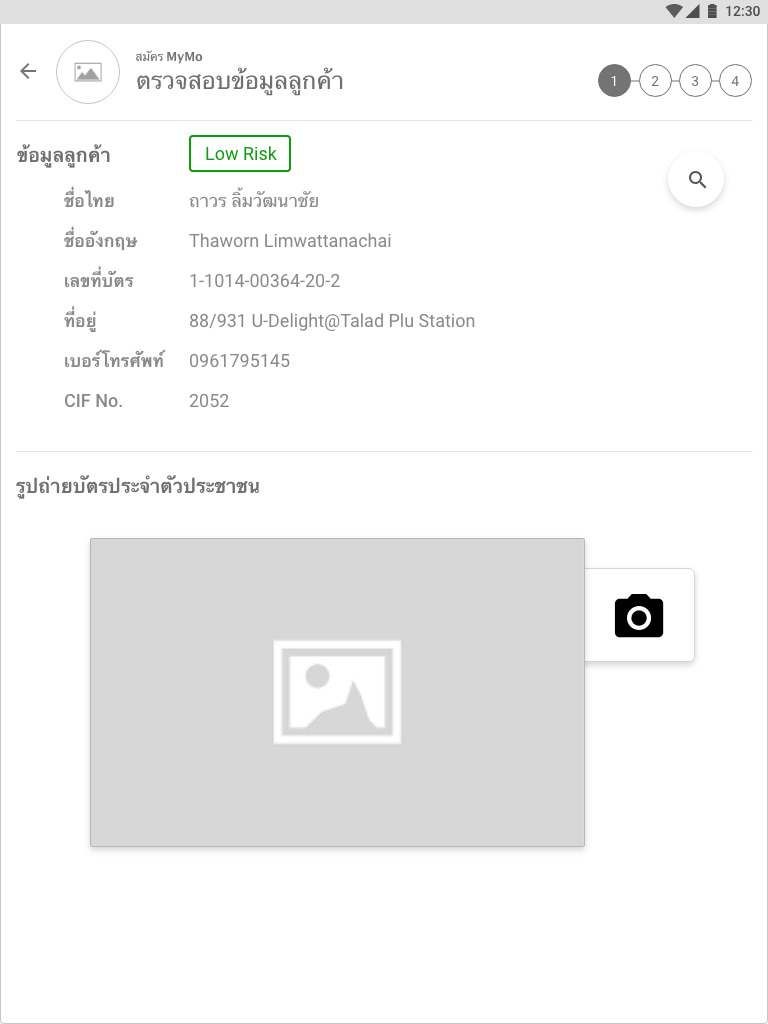 12:30
สมัคร MyMo
ตรวจสอบข้อมูลลูกค้า
1 2 3 4
ข้อมูลลูกค้า Low Risk
ชื่อไทย ถาวร ลิ้มวัฒนาชัย
ชื่ออังกฤษ Thaworn Limwattanachai
เลขที่บัตร 1-1014-00364-20-2
ที่อยู่ 88/931 U-Delight@Talad Plu Station
เบอร์โทรศัพท์ 0961795145
CIF No. 2052
รูปถ่ายบัตรประจำตัวประชาชน